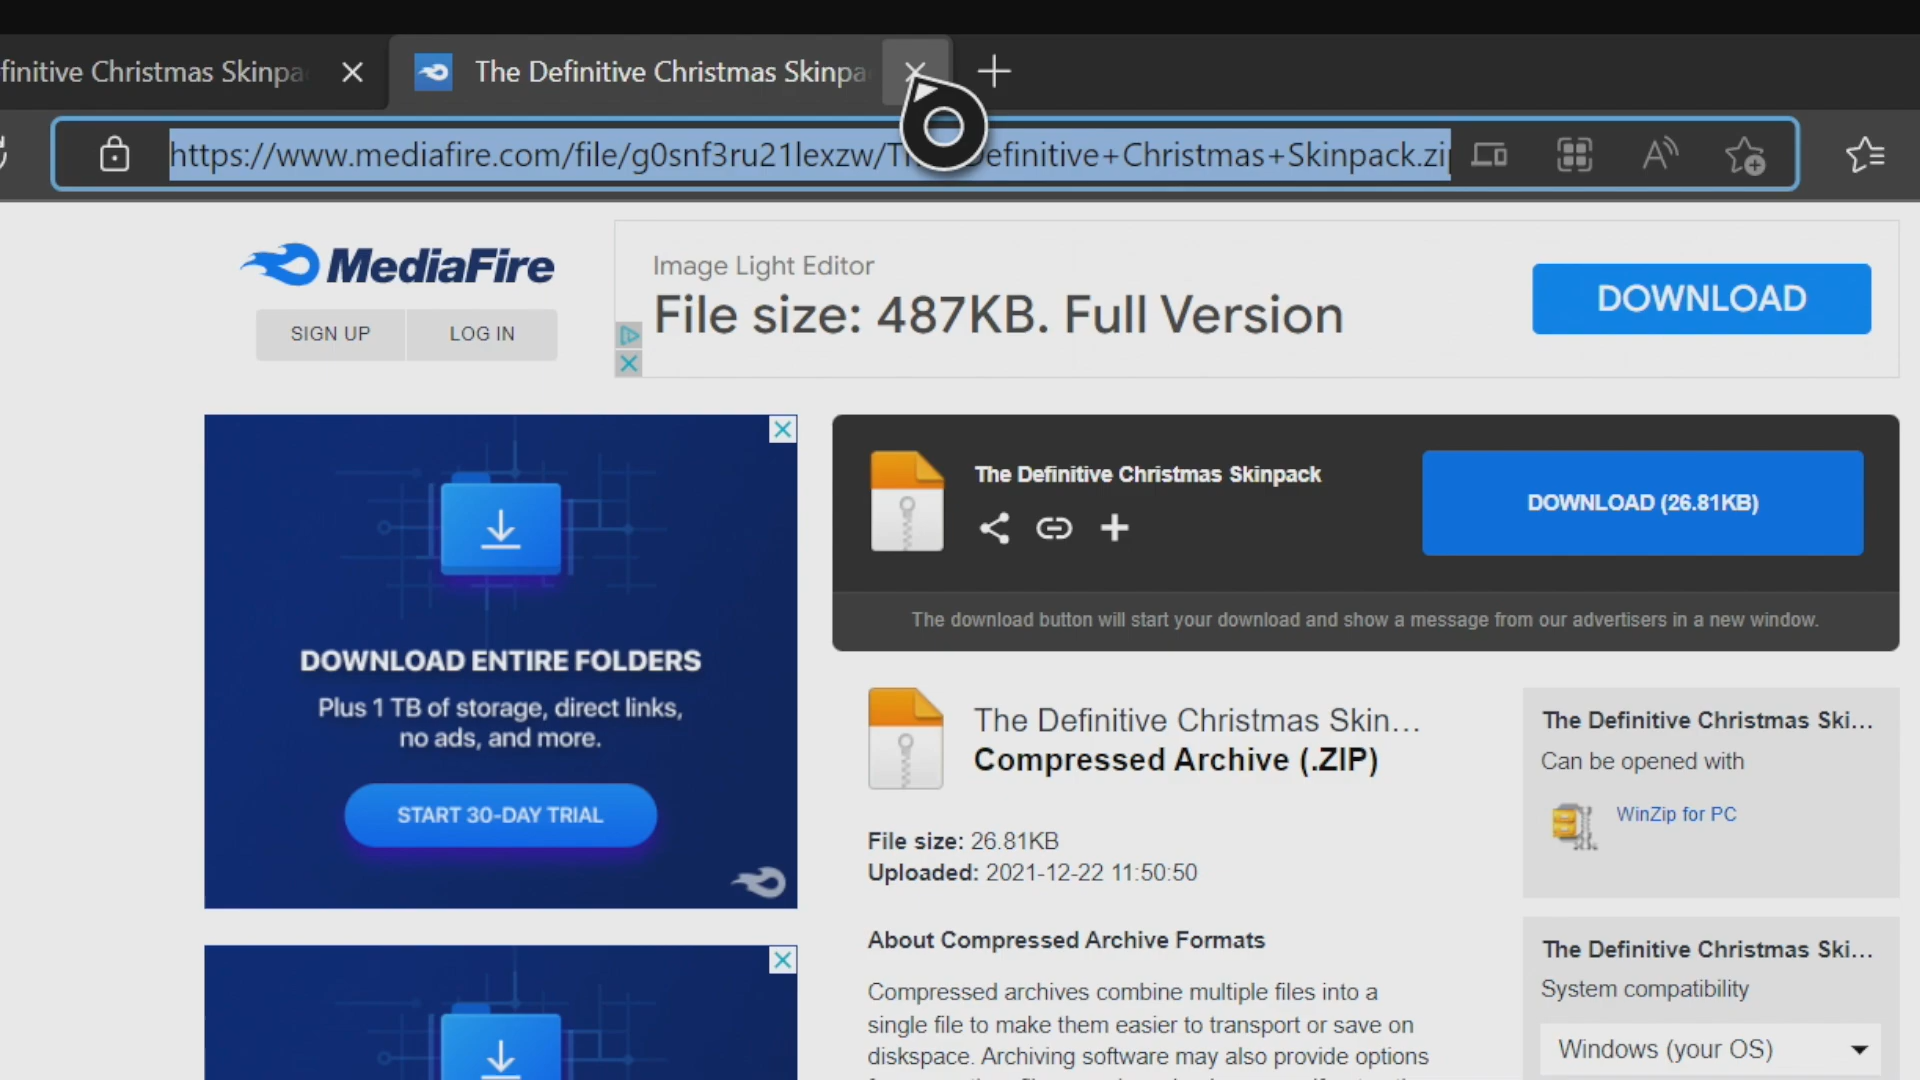 finitive Christmas Skinpa
The Definitive Christmas Skinpa
https://www.mediafire.com/file/g0snf3ru21lexzw/T efinitive+Christmas+Skinpack.zip
MediaFire
SIGN UP
LOG IN
Image Light Editor
File size: 487KB. Full Version
DOWNLOAD
The Definitive Christmas Skinpack
DOWNLOAD (26.81KB)
The download button will start your download and show a message from our advertisers in a new window.
DOWNLOAD ENTIRE FOLDERS
Plus 1 TB of storage, direct links,
no ads, and more.
START 30-DAY TRIAL
The Definitive Christmas Skin...
Compressed Archive (.ZIP)
File size: 26.81KB
Uploaded: 2021-12-22 11:50:50
About Compressed Archive Formats
Compressed archives combine multiple files into a
single file to make them easier to transport or save on
diskspace. Archiving software may also provide options
The Definitive Christmas Ski...
Can be opened with
WinZip for PC
The Definitive Christmas Ski...
System compatibility
Windows (your OS)